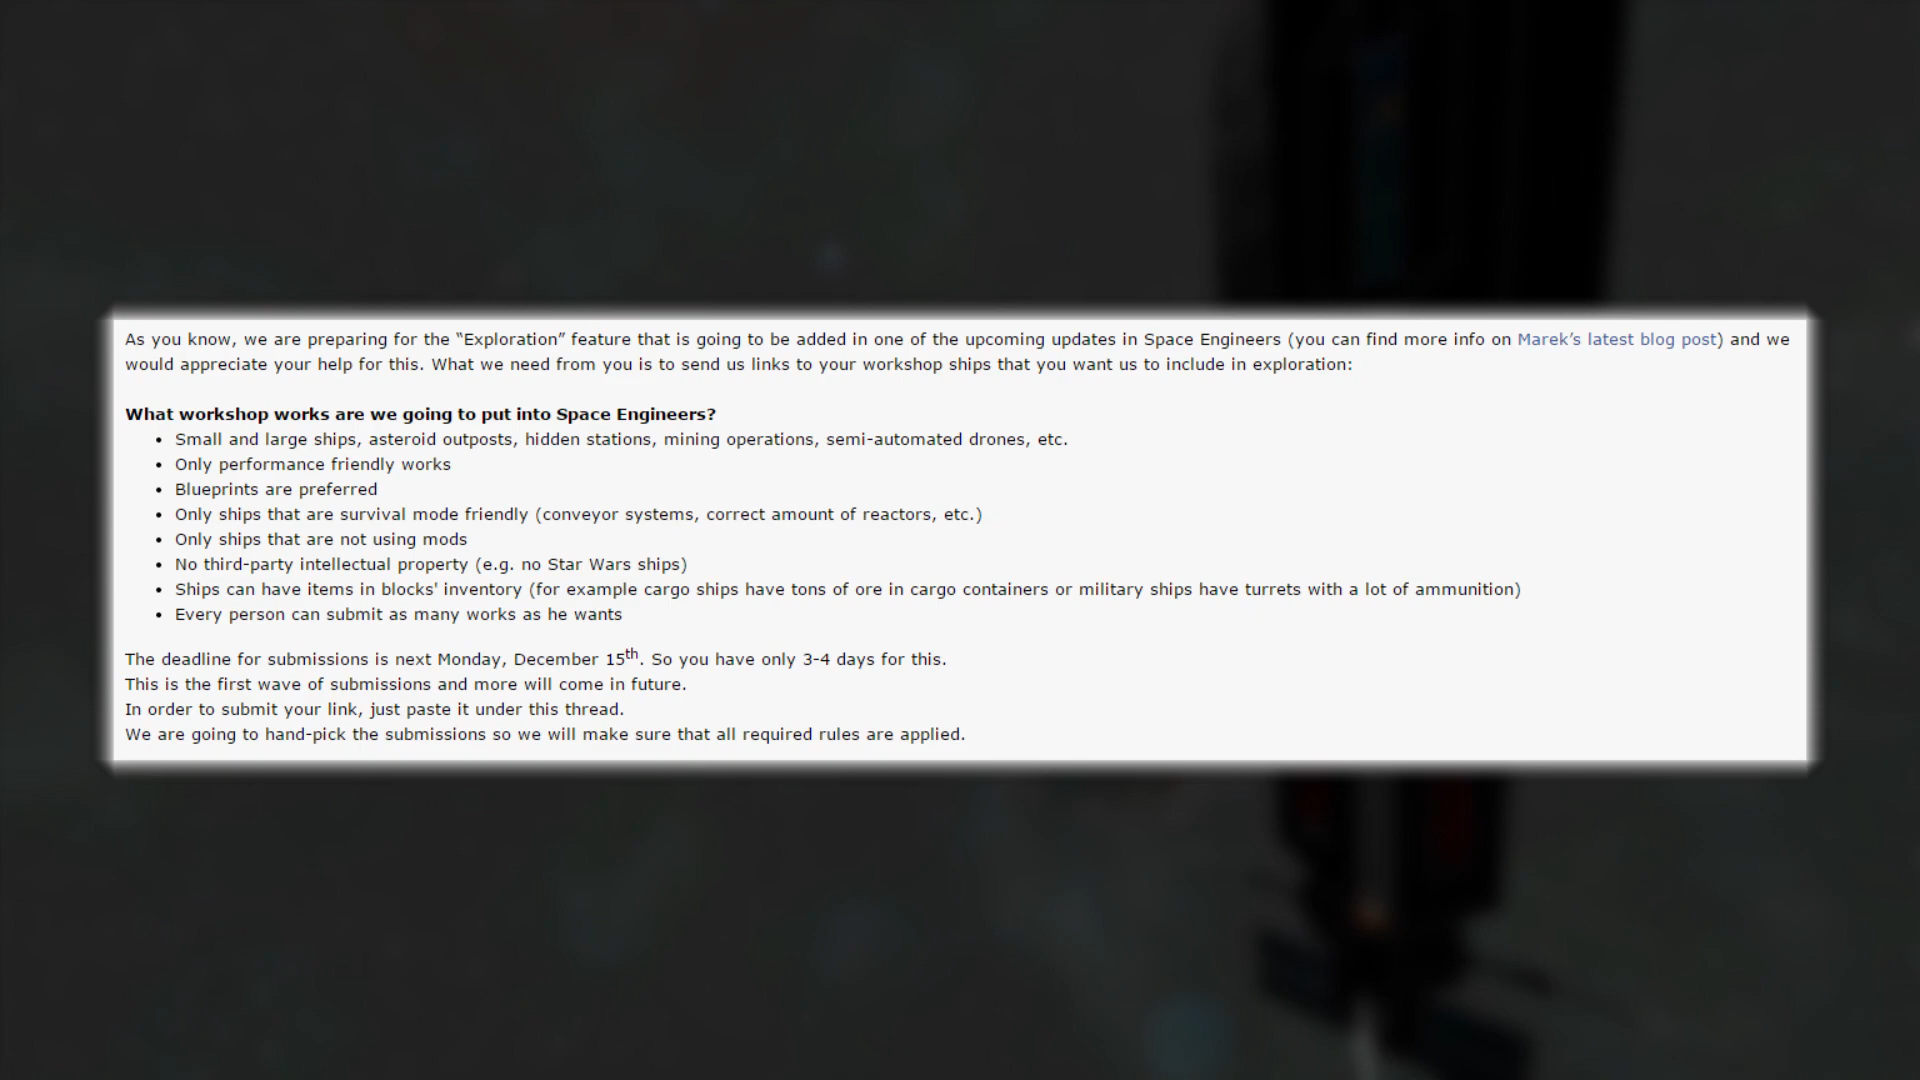 As you know, we are preparing for the “Exploration” feature that is going to be added in one of the upcoming updates in Space Engineers (you can find more info on Marek’s latest blog post) and we
would appreciate your help for this. What we need from you is to send us links to your workshop ships that you want us to include in exploration:
What workshop works are we going to put into Space Engineers?
• Small and large ships, asteroid outposts, hidden stations, mining operations, semi-automated drones, etc.
• Only performance friendly works
• Blueprints are preferred
• Only ships that are survival mode friendly (conveyor systems, correct amount of reactors, etc.)
• Only ships that are not using mods
• No third-party intellectual property (e.g. no Star Wars ships)
• Ships can have items in blocks' inventory (for example cargo ships have tons of ore in cargo containers or military ships have turrets with a lot of ammunition)
• Every person can submit as many works as he wants
The deadline for submissions is next Monday, December 15th. So you have only 3-4 days for this.
This is the first wave of submissions and more will come in future.
In order to submit your link, just paste it under this thread.
We are going to hand-pick the submissions so we will make sure that all required rules are applied.